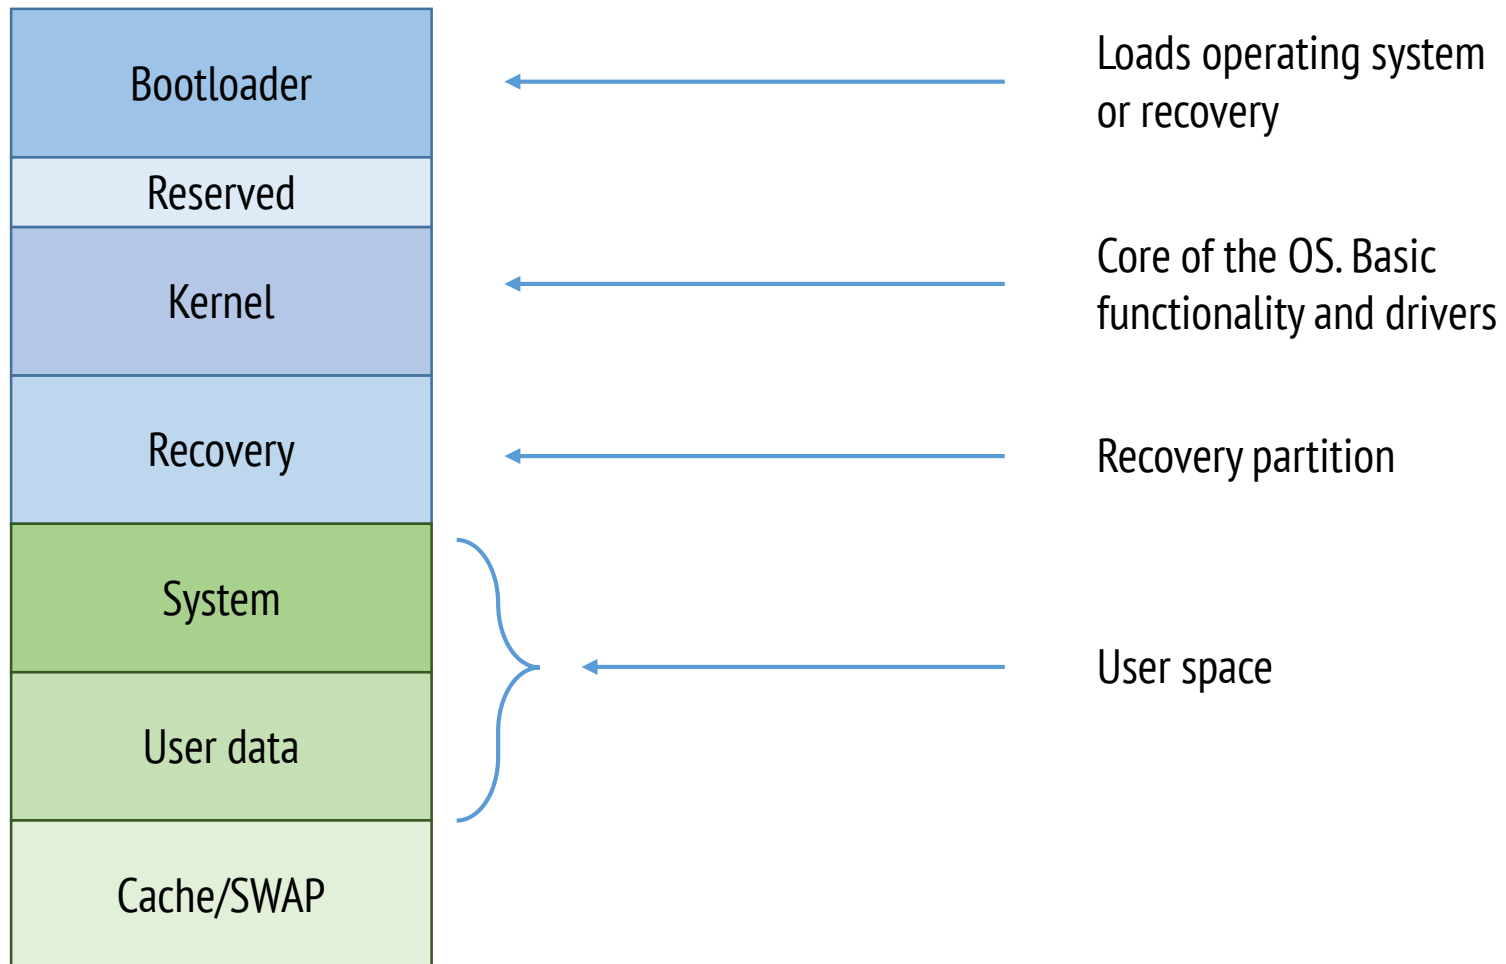 Bootloader
Loads operating system
or recovery
Reserved
Kernel
Core of the OS. Basic
functionality and drivers
Recovery
Recovery partition
System
User space
User data
Cache/SWAP